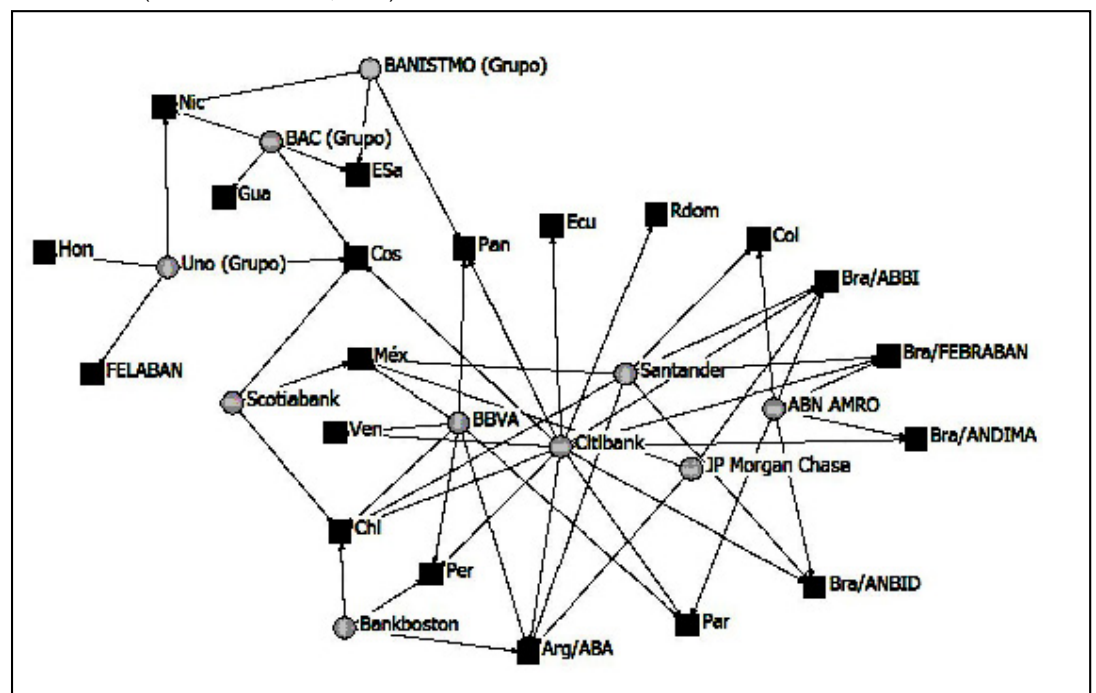 BANISTMO (Grupo)
Nic
BAC (Grupo)
ESa
Gua
Rdom
Ecu
Col
Pan
Hon
Cos
Uno (Grupo)
Bra/ABBI
Méx
Bra/FEBRABAN
FELABAN
Santander
Scotiabank
ABN AMRO
BBVA
Ven
Bra/ANDIMA
Citibank
JP Morgan Chase
Chi
Per
Bra/ANBID
Bankboston
Par
Arg/ABA